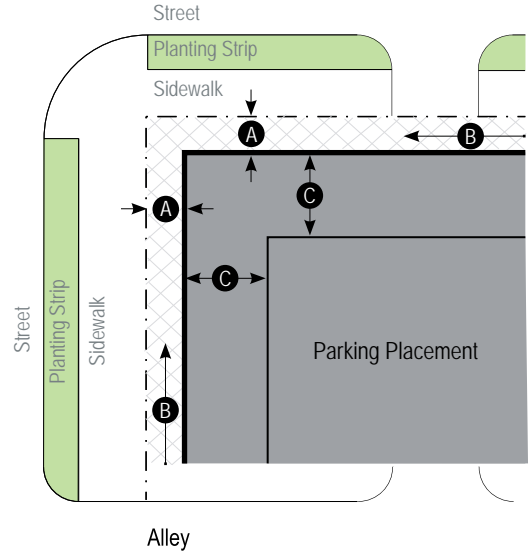 Street
Planting Strip
Sidewalk
A
B
A
C
C
Parking Placement
Street
Planting Strip
Sidewalk
B
Alley